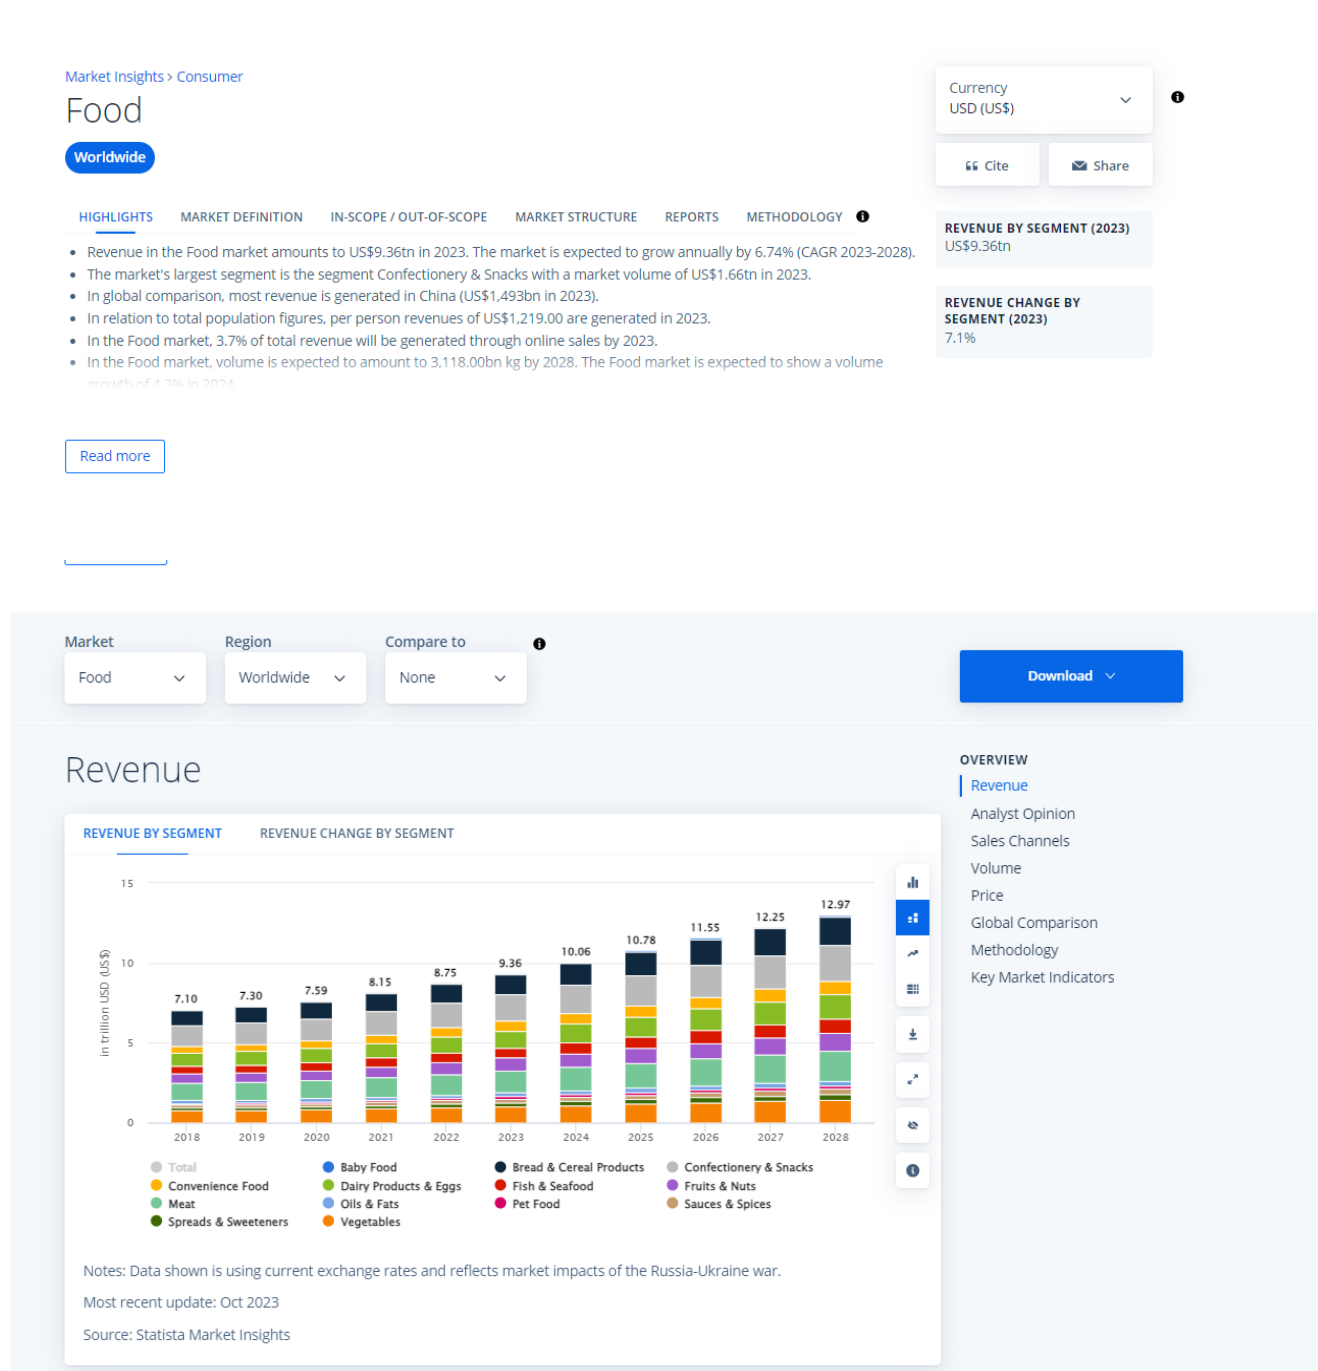 Market Insights > Consumer
Food
Worldwide
Currency
USD (US$)
Cite
Share
HIGHLIGHTS MARKET DEFINITION IN-SCOPE / OUT-OF-SCOPE MARKET STRUCTURE REPORTS METHODOLOGY
• Revenue in the Food market amounts to US$9.36tn in 2023. The market is expected to grow annually by 6.74% (CAGR 2023-2028).
• The market's largest segment is the segment Confectionery & Snacks with a market volume of US$1.66tn in 2023.
• In global comparison, most revenue is generated in China (US$1,493bn in 2023).
• In relation to total population figures, per person revenues of US$1,219.00 are generated in 2023.
• In the Food market, 3.7% of total revenue will be generated through online sales by 2023.
• In the Food market, volume is expected to amount to 3,118.00bn kg by 2028. The Food market is expected to show a volume
growth of 4.3% in 2024.
REVENUE BY SEGMENT (2023)
US$9.36tn
REVENUE CHANGE BY
SEGMENT (2023)
7.1%
Read more
Market Region Compare to
Food Worldwide None
Download
Revenue
OVERVIEW
Revenue
Analyst Opinion
Sales Channels
Volume
Price
Global Comparison
Methodology
Key Market Indicators
REVENUE BY SEGMENT REVENUE CHANGE BY SEGMENT
in trillion USD (US$)
15
10
5
0
7.10 7.30 7.59 8.15 8.75 9.36 10.06 10.78 11.55 12.25 12.97
2018 2019 2020 2021 2022 2023 2024 2025 2026 2027 2028
Total Baby Food Bread & Cereal Products Confectionery & Snacks
Convenience Food Dairy Products & Eggs Fish & Seafood Fruits & Nuts
Meat Oils & Fats Pet Food Sauces & Spices
Spreads & Sweeteners Vegetables
Notes: Data shown is using current exchange rates and reflects market impacts of the Russia-Ukraine war.
Most recent update: Oct 2023
Source: Statista Market Insights